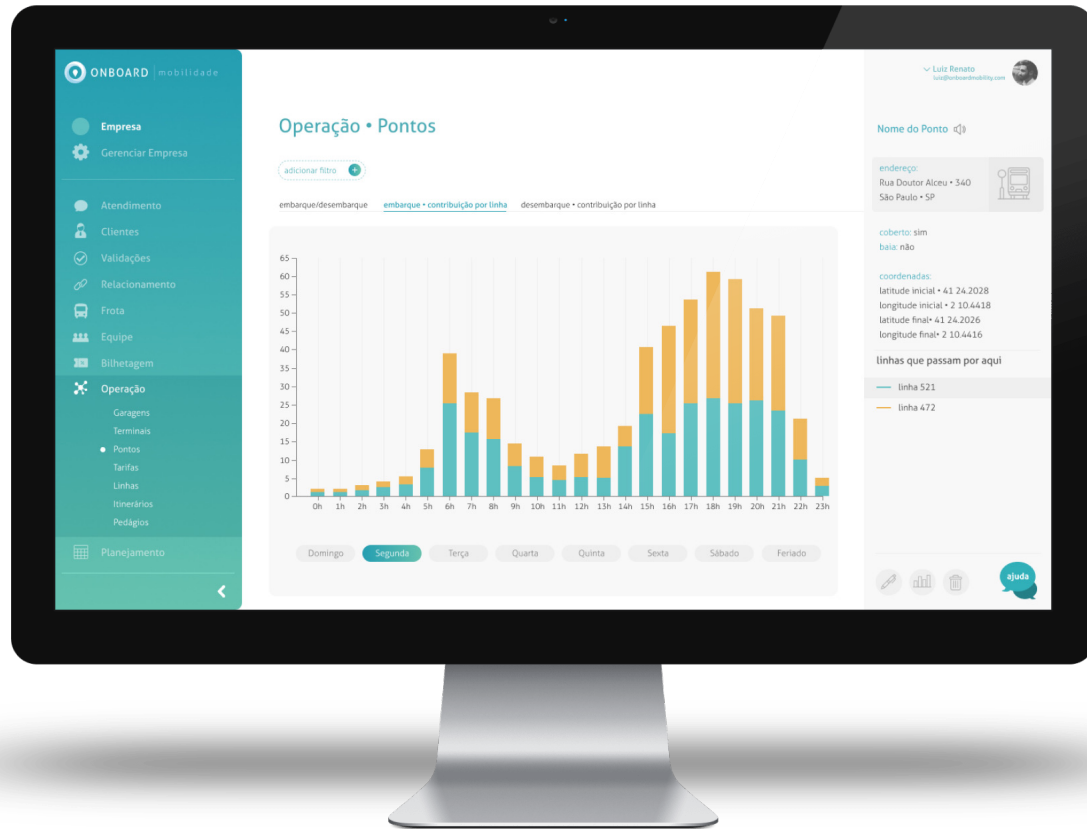 ONBOARD mobilidade
Empresa
Gerenciar Empresa
Atendimento
Clientes
Validações
Relacionamento
Frota
Equipe
Bilhetagem
Operação
Garagens
Terminais
Pontos
Tarifas
Linhas
Itinerários
Pedágios
Planejamento
Operação • Pontos
adicionar filtro +
embarque/desembarque embarque • contribuição por linha desembarque • contribuição por linha
65
60
55
50
45
40
35
30
25
20
15
10
5
0
0h 1h 2h 3h 4h 5h 6h 7h 8h 9h 10h 11h 12h 13h 14h 15h 16h 17h 18h 19h 20h 21h 22h 23h
Domingo Segunda Terça Quarta Quinta Sexta Sábado Feriado
Luiz Renato
luiz@onboardmobility.com
Nome do Ponto
endereço:
Rua Doutor Alceu • 340
São Paulo • SP
coberto: sim
baia: não
coordenadas:
latitude inicial • 41 24.2028
longitude inicial • 2 10.4418
latitude final• 41 24.2026
longitude final• 2 10.4416
linhas que passam por aqui
linha 521
linha 472
ajuda